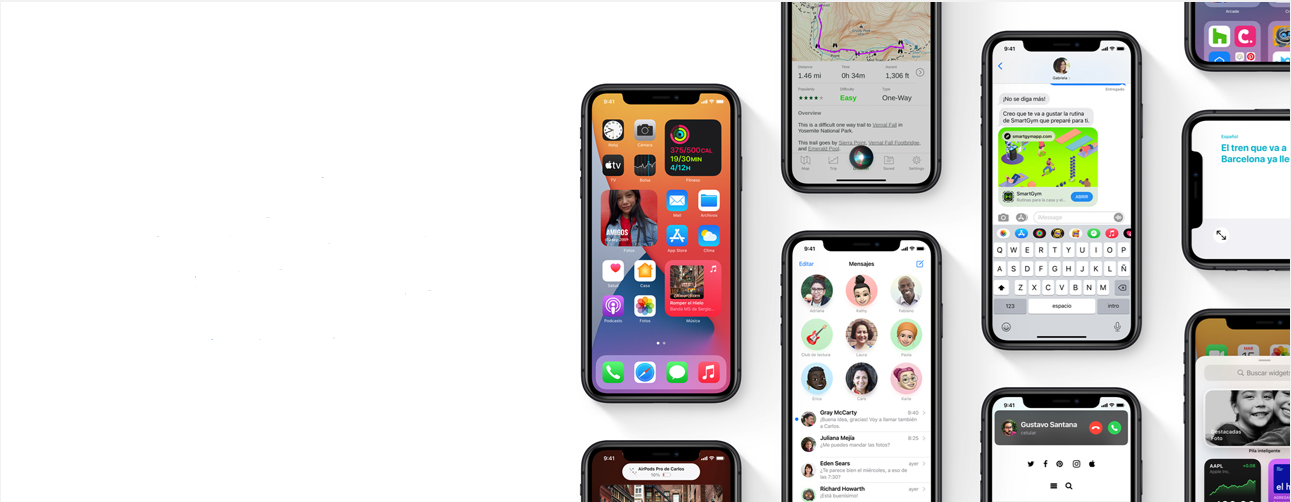 9:41
Reloj
Cámara
375/500CAL
19/30MIN
4/12H
TV
Bolsa
Fitness
Mail
Archivos
AMIGOS
App Store
Clima
Salud
Casa
Romper el Hielo
Banda MS de Sergio...
Podcasts
Fotos
Música
9:41
AirPods Pro de Carlos
Distance
Time
Ascent
1.46 mi
0h 34m
1,306 ft
Popularity
Difficulty
Type
★★★★
Easy
One-Way
Overview
This is a difficult one way trail to Vernal Fall in
Yosemite National Park.
This trail goes by Sierra Point, Vernal Fall Footbridge,
and Emerald Pool.
Map
Trip
Saved
Settings
9:41
Editar
Mensajes
Adriana
Fabiano
Club de lectura
Laura
Paola
Erica
Caro
Karla
Gray McCarty
9:40
¡Buena idea, gracias! Voy a llamar también
a Carlos.
Juliana Mejía
8:25
¿Me puedes mandar las fotos?
Eden Sears
ayer
¿Te parece bien el miércoles, a eso de
las 7:30?
Richard Howarth
ayer
¡Está buenísimo!
9:41
Gabriela
Entregado
¡No se diga más!
Creo que te va a gustar la rutina
de SmartGym que preparé para ti.
smartgymapp.com
SmartGym
Rutinas para la casa y el...
ABRIR
iMessage
Q W E R T Y U I O P
A S D F G H J K L Ñ
Z X C V B N M
123
espacio
intro
9:41
Gustavo Santana
celular
Arcade
Español
El tren que va a
Barcelona ya lle
MAR
Buscar widgets
Destacadas
Foto
Pila inteligente
AAPL
Apple Inc.